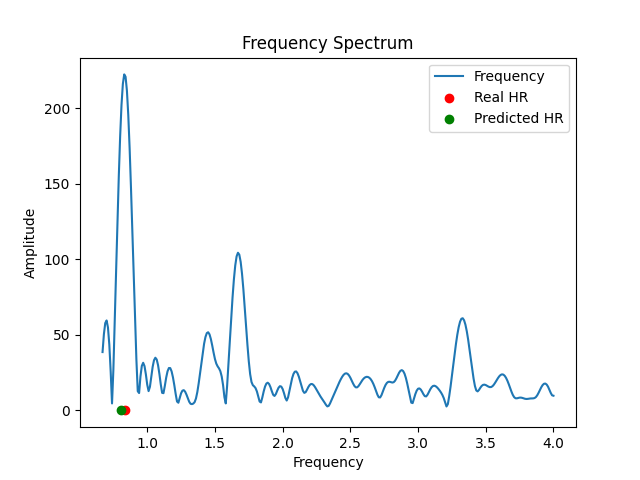 Frequency Spectrum
Frequency
Real HR
Predicted HR
Amplitude
200
150
100
50
0
1.0 1.5 2.0 2.5 3.0 3.5 4.0
Frequency